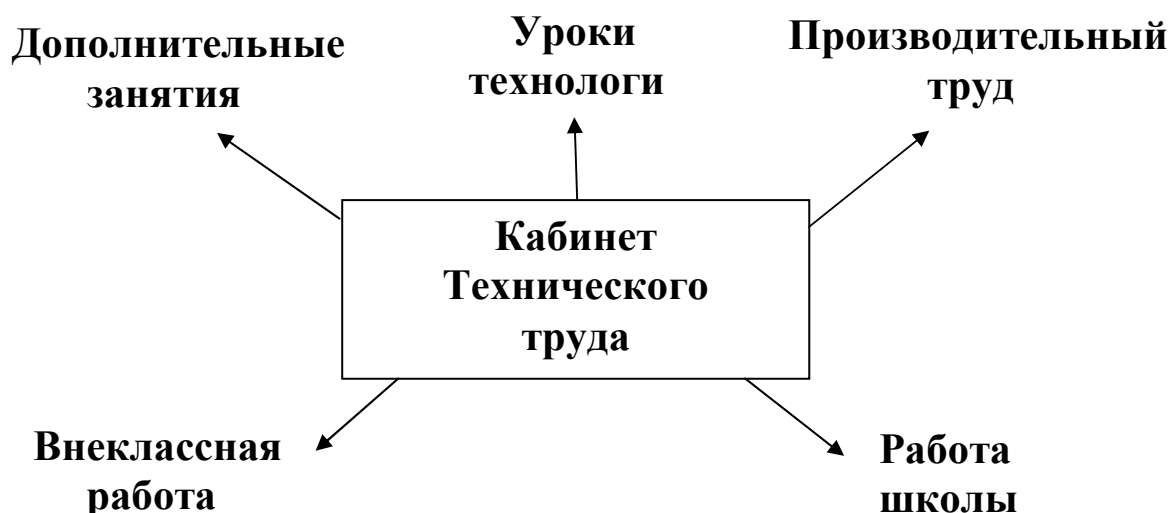 Дополнительные
занятия
Уроки
технологи
Производительный
труд
Кабинет
Технического
труда
Внеклассная
работа
Работа
школы